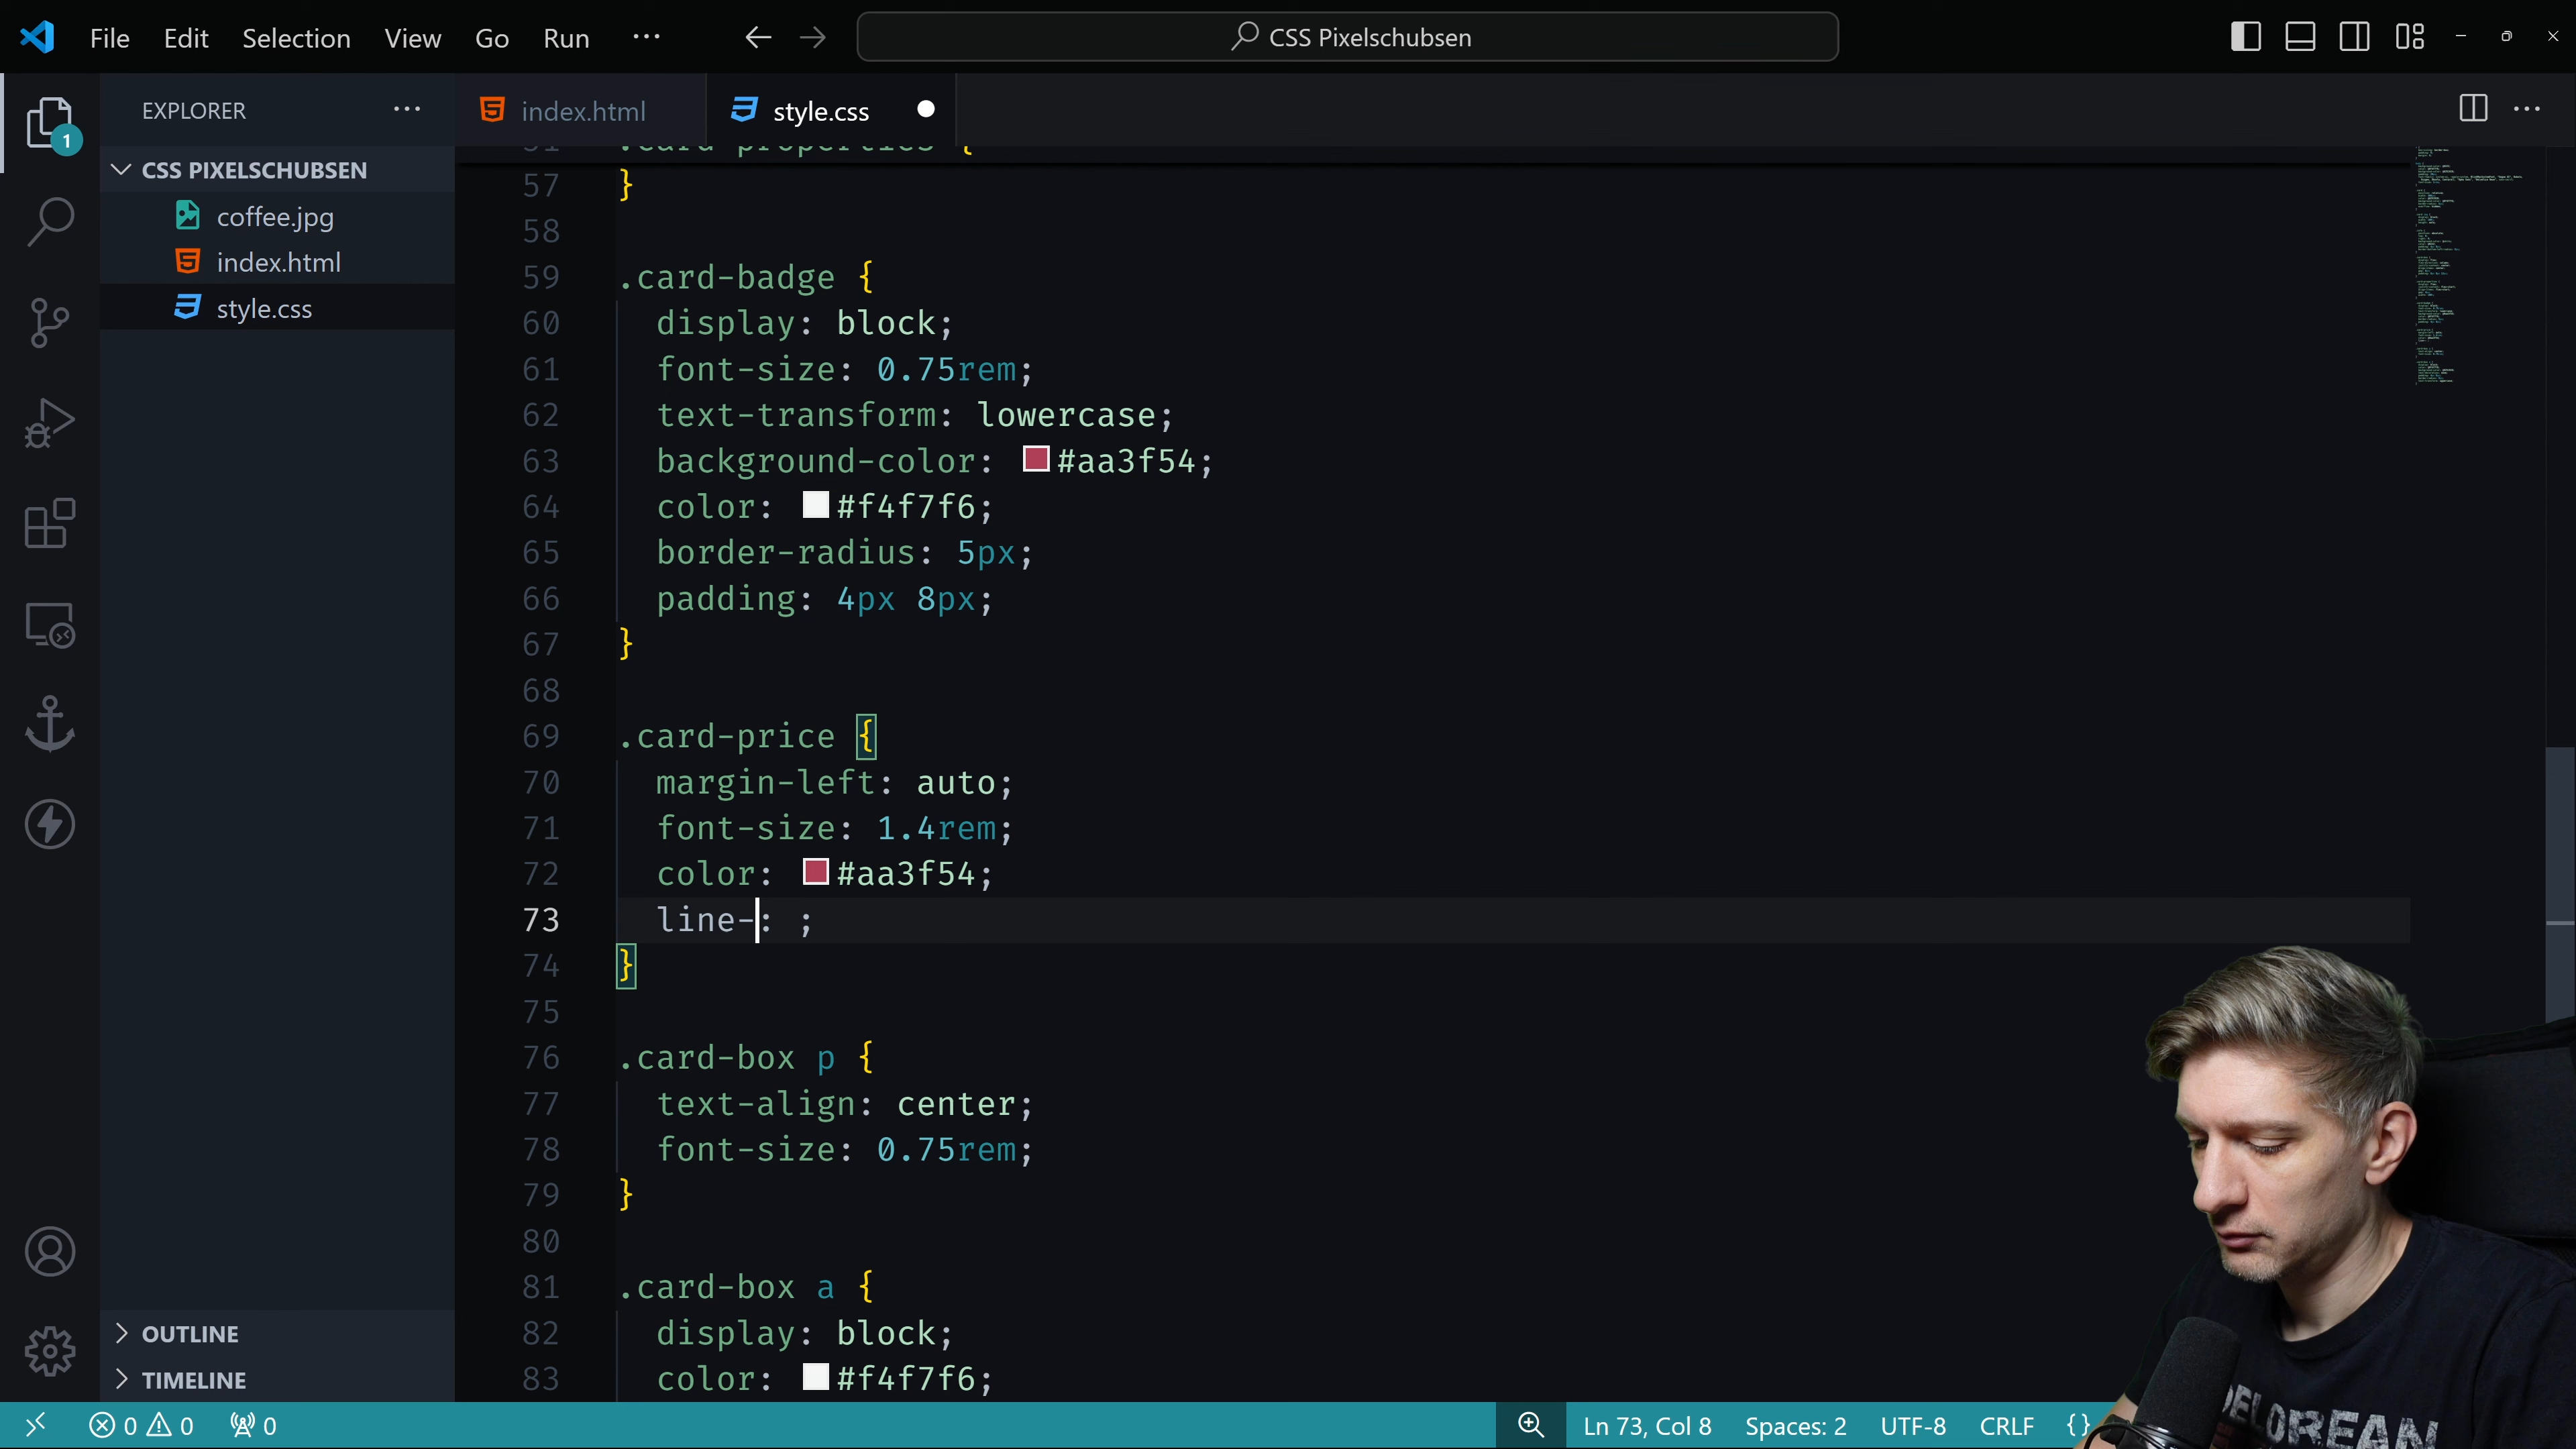 File Edit Selection View Go Run ···
CSS Pixelschubsen
EXPLORER ···
1
CSS PIXELSCHUBSEN
coffee.jpg
index.html
style.css
OUTLINE
TIMELINE
index.html
style.css
57 }
58
59 .card-badge {
60 display: block;
61 font-size: 0.75rem;
62 text-transform: lowercase;
63 background-color: #aa3f54;
64 color: #f4f7f6;
65 border-radius: 5px;
66 padding: 4px 8px;
67 }
68
69 .card-price {
70 margin-left: auto;
71 font-size: 1.4rem;
72 color: #aa3f54;
73 line-: ;
74 }
75
76 .card-box p {
77 text-align: center;
78 font-size: 0.75rem;
79 }
80
81 .card-box a {
82 display: block;
83 color: #f4f7f6;
0 0 0
Ln 73, Col 8 Spaces: 2 UTF-8 CRLF {}
DELOREAN